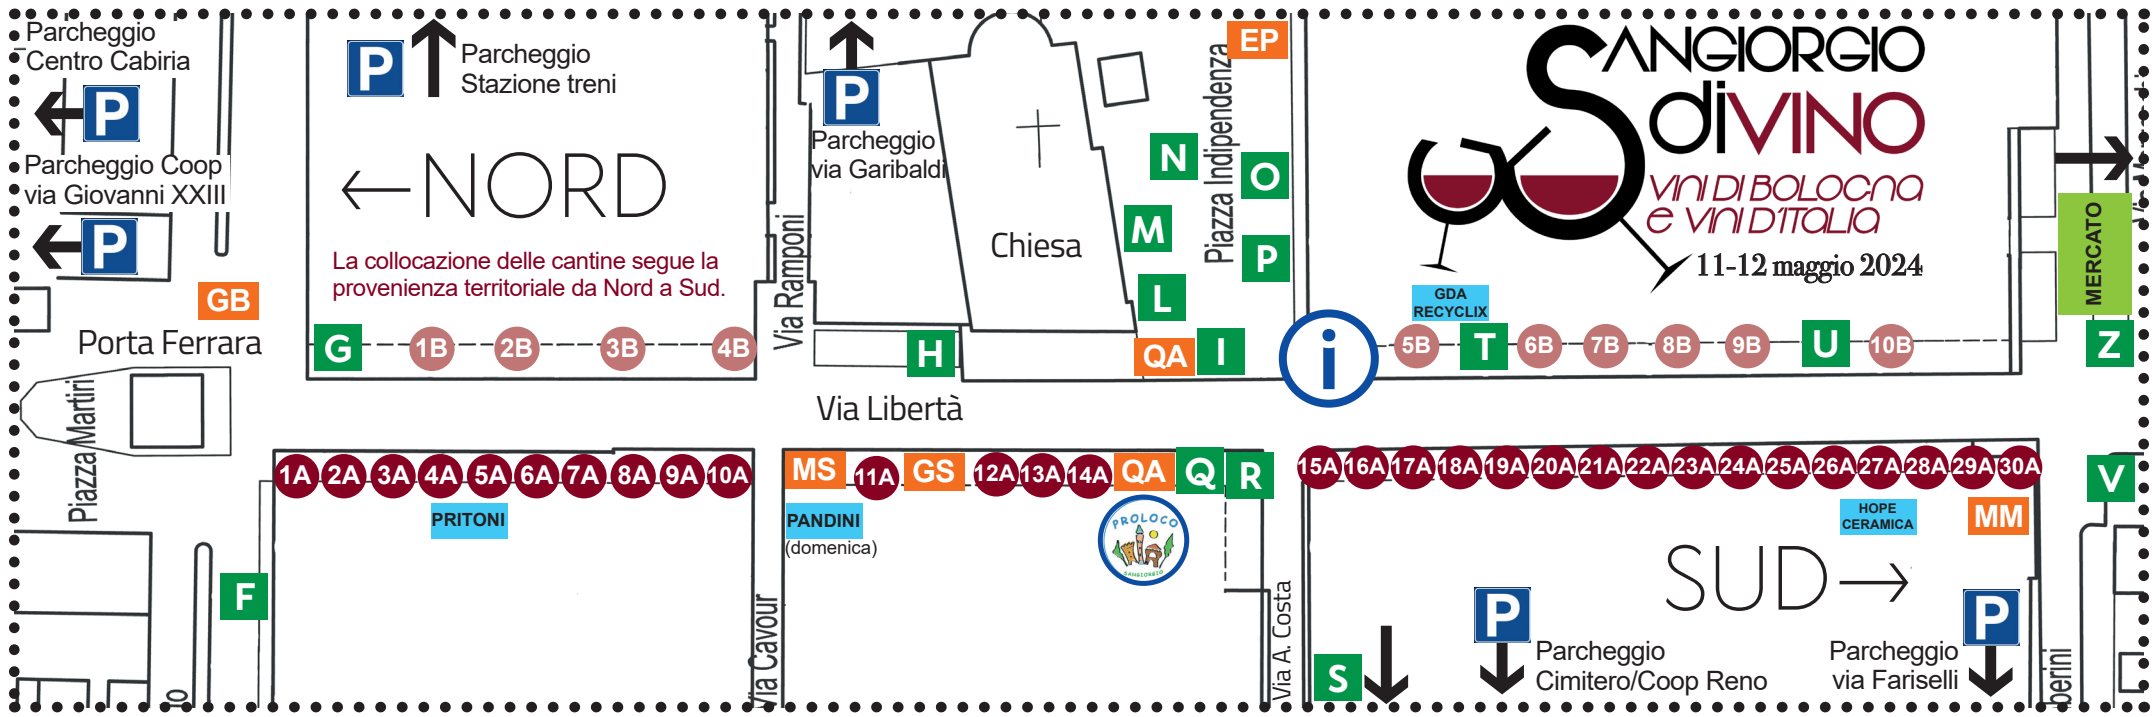 Parcheggio
Centro Cabiria
P
Parcheggio Coop
via Giovanni XXIII
P
GB
Porta Ferrara
Piazza Martiri
F
P
Parcheggio
Stazione treni
←NORD
La collocazione delle cantine segue la
provenienza territoriale da Nord a Sud.
G 1B 2B 3B 4B
Via Ramponi
P
Parcheggio
via Garibaldi
Chiesa
H
EP
Piazza Indipendenza
N
O
M
P
L
QA I
i
SANGIORGIO
diVINO
VINI DI BOLOGNA
e VINI D'ITALIA
11-12 maggio 2024
GDA
RECYCLIX
5B T 6B 7B 8B 9B U 10B
MERCATO
Z
Via Libertà
1A 2A 3A 4A 5A 6A 7A 8A 9A 10A
PRITONI
Via Cavour
MS 11A GS 12A 13A 14A QA Q R
PANDINI
(domenica)
PROLOCO
SANGIORGIO
Via A. Costa
15A 16A 17A 18A 19A 20A 21A 22A 23A 24A 25A 26A 27A 28A 29A 30A
HOPE
CERAMICA
MM
V
SUD→
S
P
Parcheggio
Cimitero/Coop Reno
P
Parcheggio
via Fariselli
berini